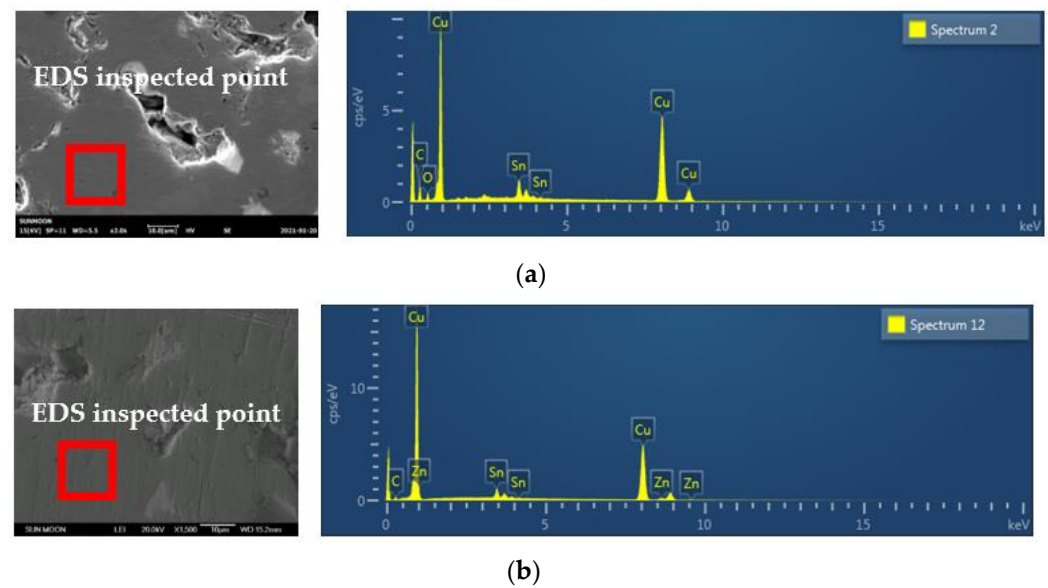 EDS inspected point
SUNMOON
15[KV] SP=11 WD=5.5 x2.0k 10.0[um] HV SE 2021-01-20
Spectrum 2
cps/eV
5
0
Cu
C
O
Sn
Sn
Cu
Cu
0 5 10 15 keV
(a)
EDS inspected point
SUN MOON LEI 20.0kV X1,500 10µm WD 15.2mm
Spectrum 12
cps/eV
10
0
Cu
C
Zn
Sn
Sn
Cu
Zn
Zn
0 5 10 15 keV
(b)